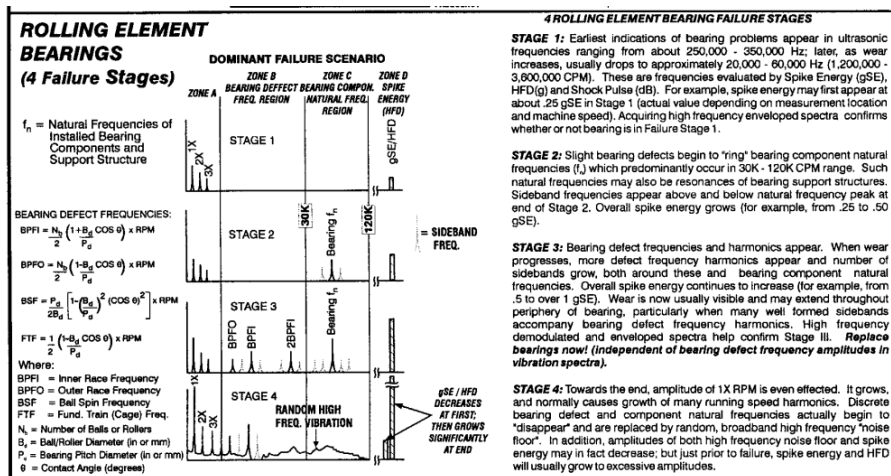 ROLLING ELEMENT
BEARINGS
(4 Failure Stages)
DOMINANT FAILURE SCENARIO
ZONE A
ZONE B
BEARING DEFECT
FREQ. REGION
ZONE C
BEARING COMPON.
NATURAL FREQ.
REGION
ZONE D
SPIKE
ENERGY
(HFD)
fn = Natural Frequencies of
Installed Bearing
Components and
Support Structure
1X
2X
3X
STAGE 1
gSE/HFD
BEARING DEFECT FREQUENCIES:
BPFI = Nb/2 (1+Bd/Pd COS θ) x RPM
BPFO = Nb/2 (1-Bd/Pd COS θ) x RPM
BSF = Pd/2Bd [1-(Bd/Pd)² (COS θ)²] x RPM
FTF = 1/2 (1-Bd/Pd COS θ) x RPM
Where:
BPFI = Inner Race Frequency
BPFO = Outer Race Frequency
BSF = Ball Spin Frequency
FTF = Fund. Train (Cage) Freq.
Nb = Number of Balls or Rollers
Bd = Ball/Roller Diameter (in or mm)
Pd = Bearing Pitch Diameter (in or mm)
θ = Contact Angle (degrees)
STAGE 2
30K
120K
Bearing fn
= SIDEBAND
FREQ.
STAGE 3
BPFO
BPFI
2BPFI
Bearing fn
STAGE 4
1X
2X
3X
RANDOM HIGH
FREQ. VIBRATION
gSE / HFD
DECREASES
AT FIRST;
THEN GROWS
SIGNIFICANTLY
AT END
4 ROLLING ELEMENT BEARING FAILURE STAGES
STAGE 1: Earliest indications of bearing problems appear in ultrasonic
frequencies ranging from about 250,000 - 350,000 Hz; later, as wear
increases, usually drops to approximately 20,000 - 60,000 Hz (1,200,000 -
3,600,000 CPM). These are frequencies evaluated by Spike Energy (gSE),
HFD(g) and Shock Pulse (dB). For example, spike energy may first appear at
about .25 gSE in Stage 1 (actual value depending on measurement location
and machine speed). Acquiring high frequency enveloped spectra confirms
whether or not bearing is in Failure Stage 1.
STAGE 2: Slight bearing defects begin to "ring" bearing component natural
frequencies (fn) which predominantly occur in 30K - 120K CPM range. Such
natural frequencies may also be resonances of bearing support structures.
Sideband frequencies appear above and below natural frequency peak at
end of Stage 2. Overall spike energy grows (for example, from .25 to .50
gSE).
STAGE 3: Bearing defect frequencies and harmonics appear. When wear
progresses, more defect frequency harmonics appear and number of
sidebands grow, both around these and bearing component natural
frequencies. Overall spike energy continues to increase (for example, from
.5 to over 1 gSE). Wear is now usually visible and may extend throughout
periphery of bearing, particularly when many well formed sidebands
accompany bearing defect frequency harmonics. High frequency
demodulated and enveloped spectra help confirm Stage III. Replace
bearings now! (independent of bearing defect frequency amplitudes in
vibration spectra).
STAGE 4: Towards the end, amplitude of 1X RPM is even effected. It grows,
and normally causes growth of many running speed harmonics. Discrete
bearing defect and component natural frequencies actually begin to
"disappear" and are replaced by random, broadband high frequency "noise
floor". In addition, amplitudes of both high frequency noise floor and spike
energy may in fact decrease; but just prior to failure, spike energy and HFD
will usually grow to excessive amplitudes.